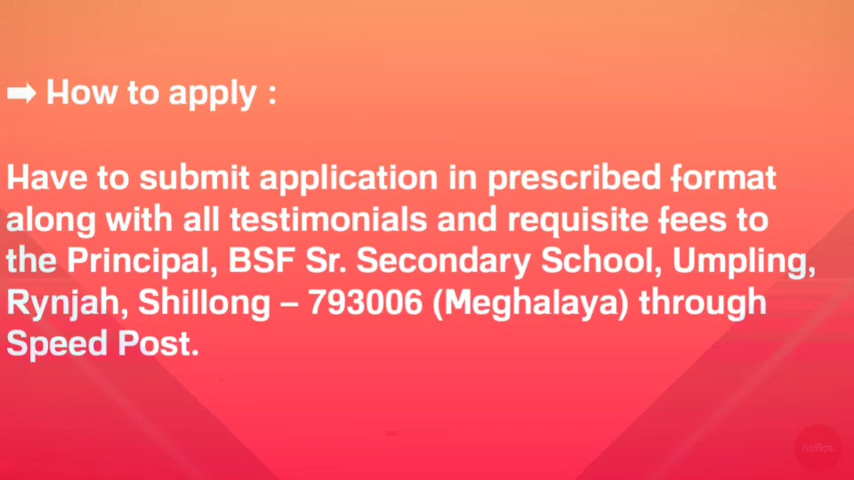 ➡ How to apply :
Have to submit application in prescribed format
along with all testimonials and requisite fees to
the Principal, BSF Sr. Secondary School, Umpling,
Rynjah, Shillong – 793006 (Meghalaya) through
Speed Post.